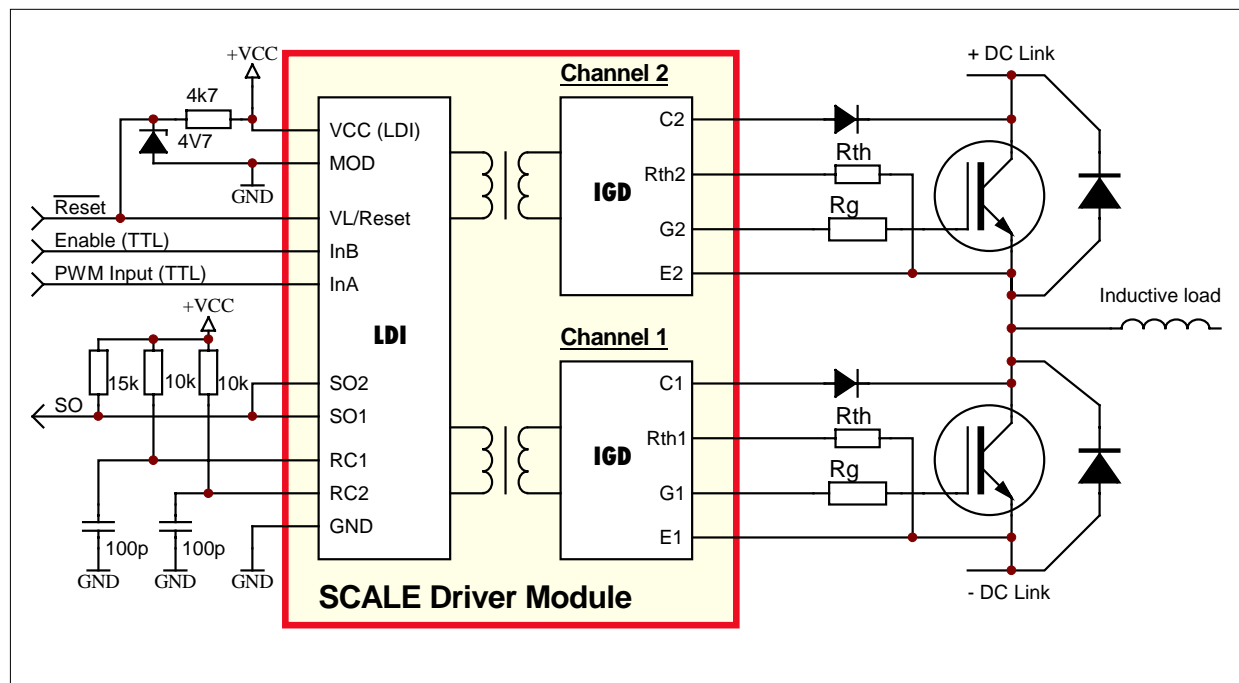 +VCC
4k7
4V7
GND
Reset
Enable (TTL)
PWM Input (TTL)
+VCC
15k
10k
10k
SO
100p
100p
GND
GND
GND
VCC (LDI)
MOD
VL/Reset
InB
InA
LDI
SO2
SO1
RC1
RC2
GND
SCALE Driver Module
Channel 2
IGD
C2
Rth2
G2
E2
Channel 1
IGD
C1
Rth1
G1
E1
Rth
Rg
Rth
Rg
+ DC Link
Inductive load
- DC Link